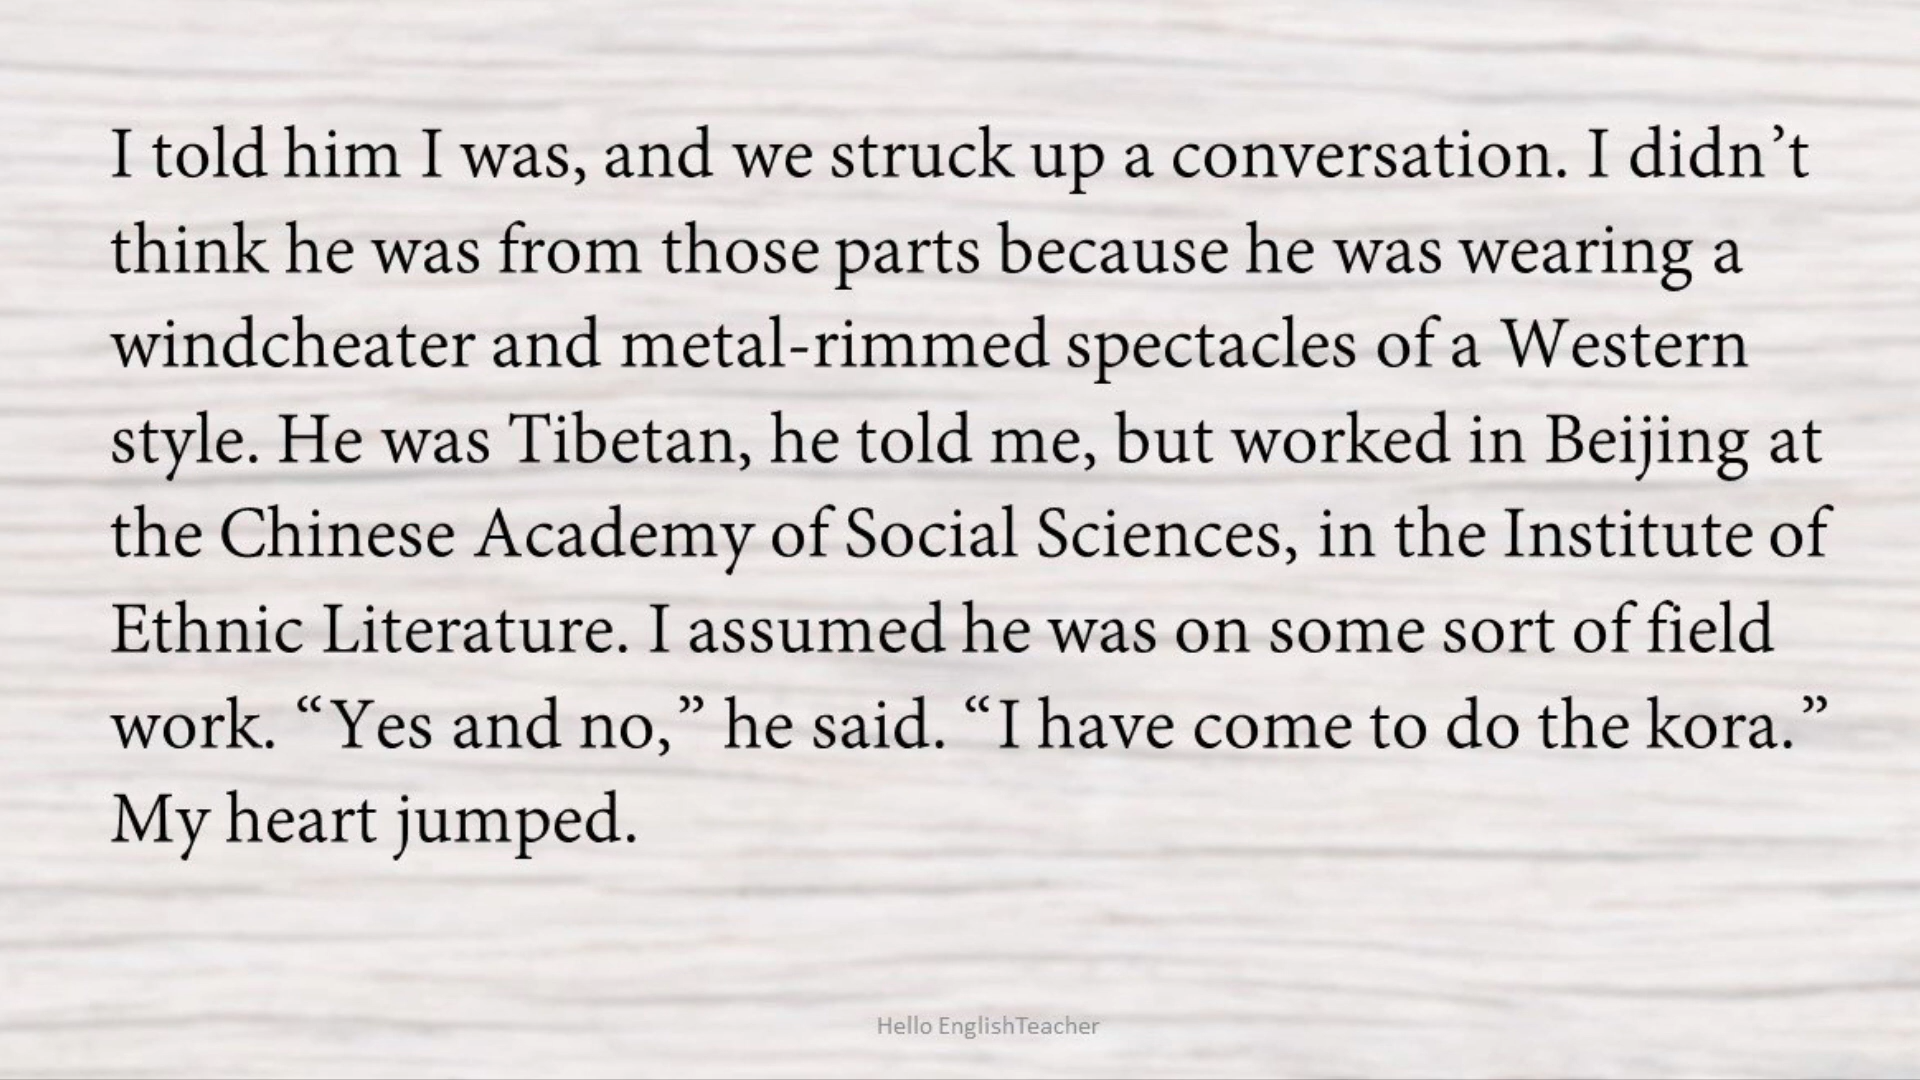 I told him I was, and we struck up a conversation. I didn’t
think he was from those parts because he was wearing a
windcheater and metal-rimmed spectacles of a Western
style. He was Tibetan, he told me, but worked in Beijing at
the Chinese Academy of Social Sciences, in the Institute of
Ethnic Literature. I assumed he was on some sort of field
work. “Yes and no,” he said. “I have come to do the kora.”
My heart jumped.
Hello EnglishTeacher